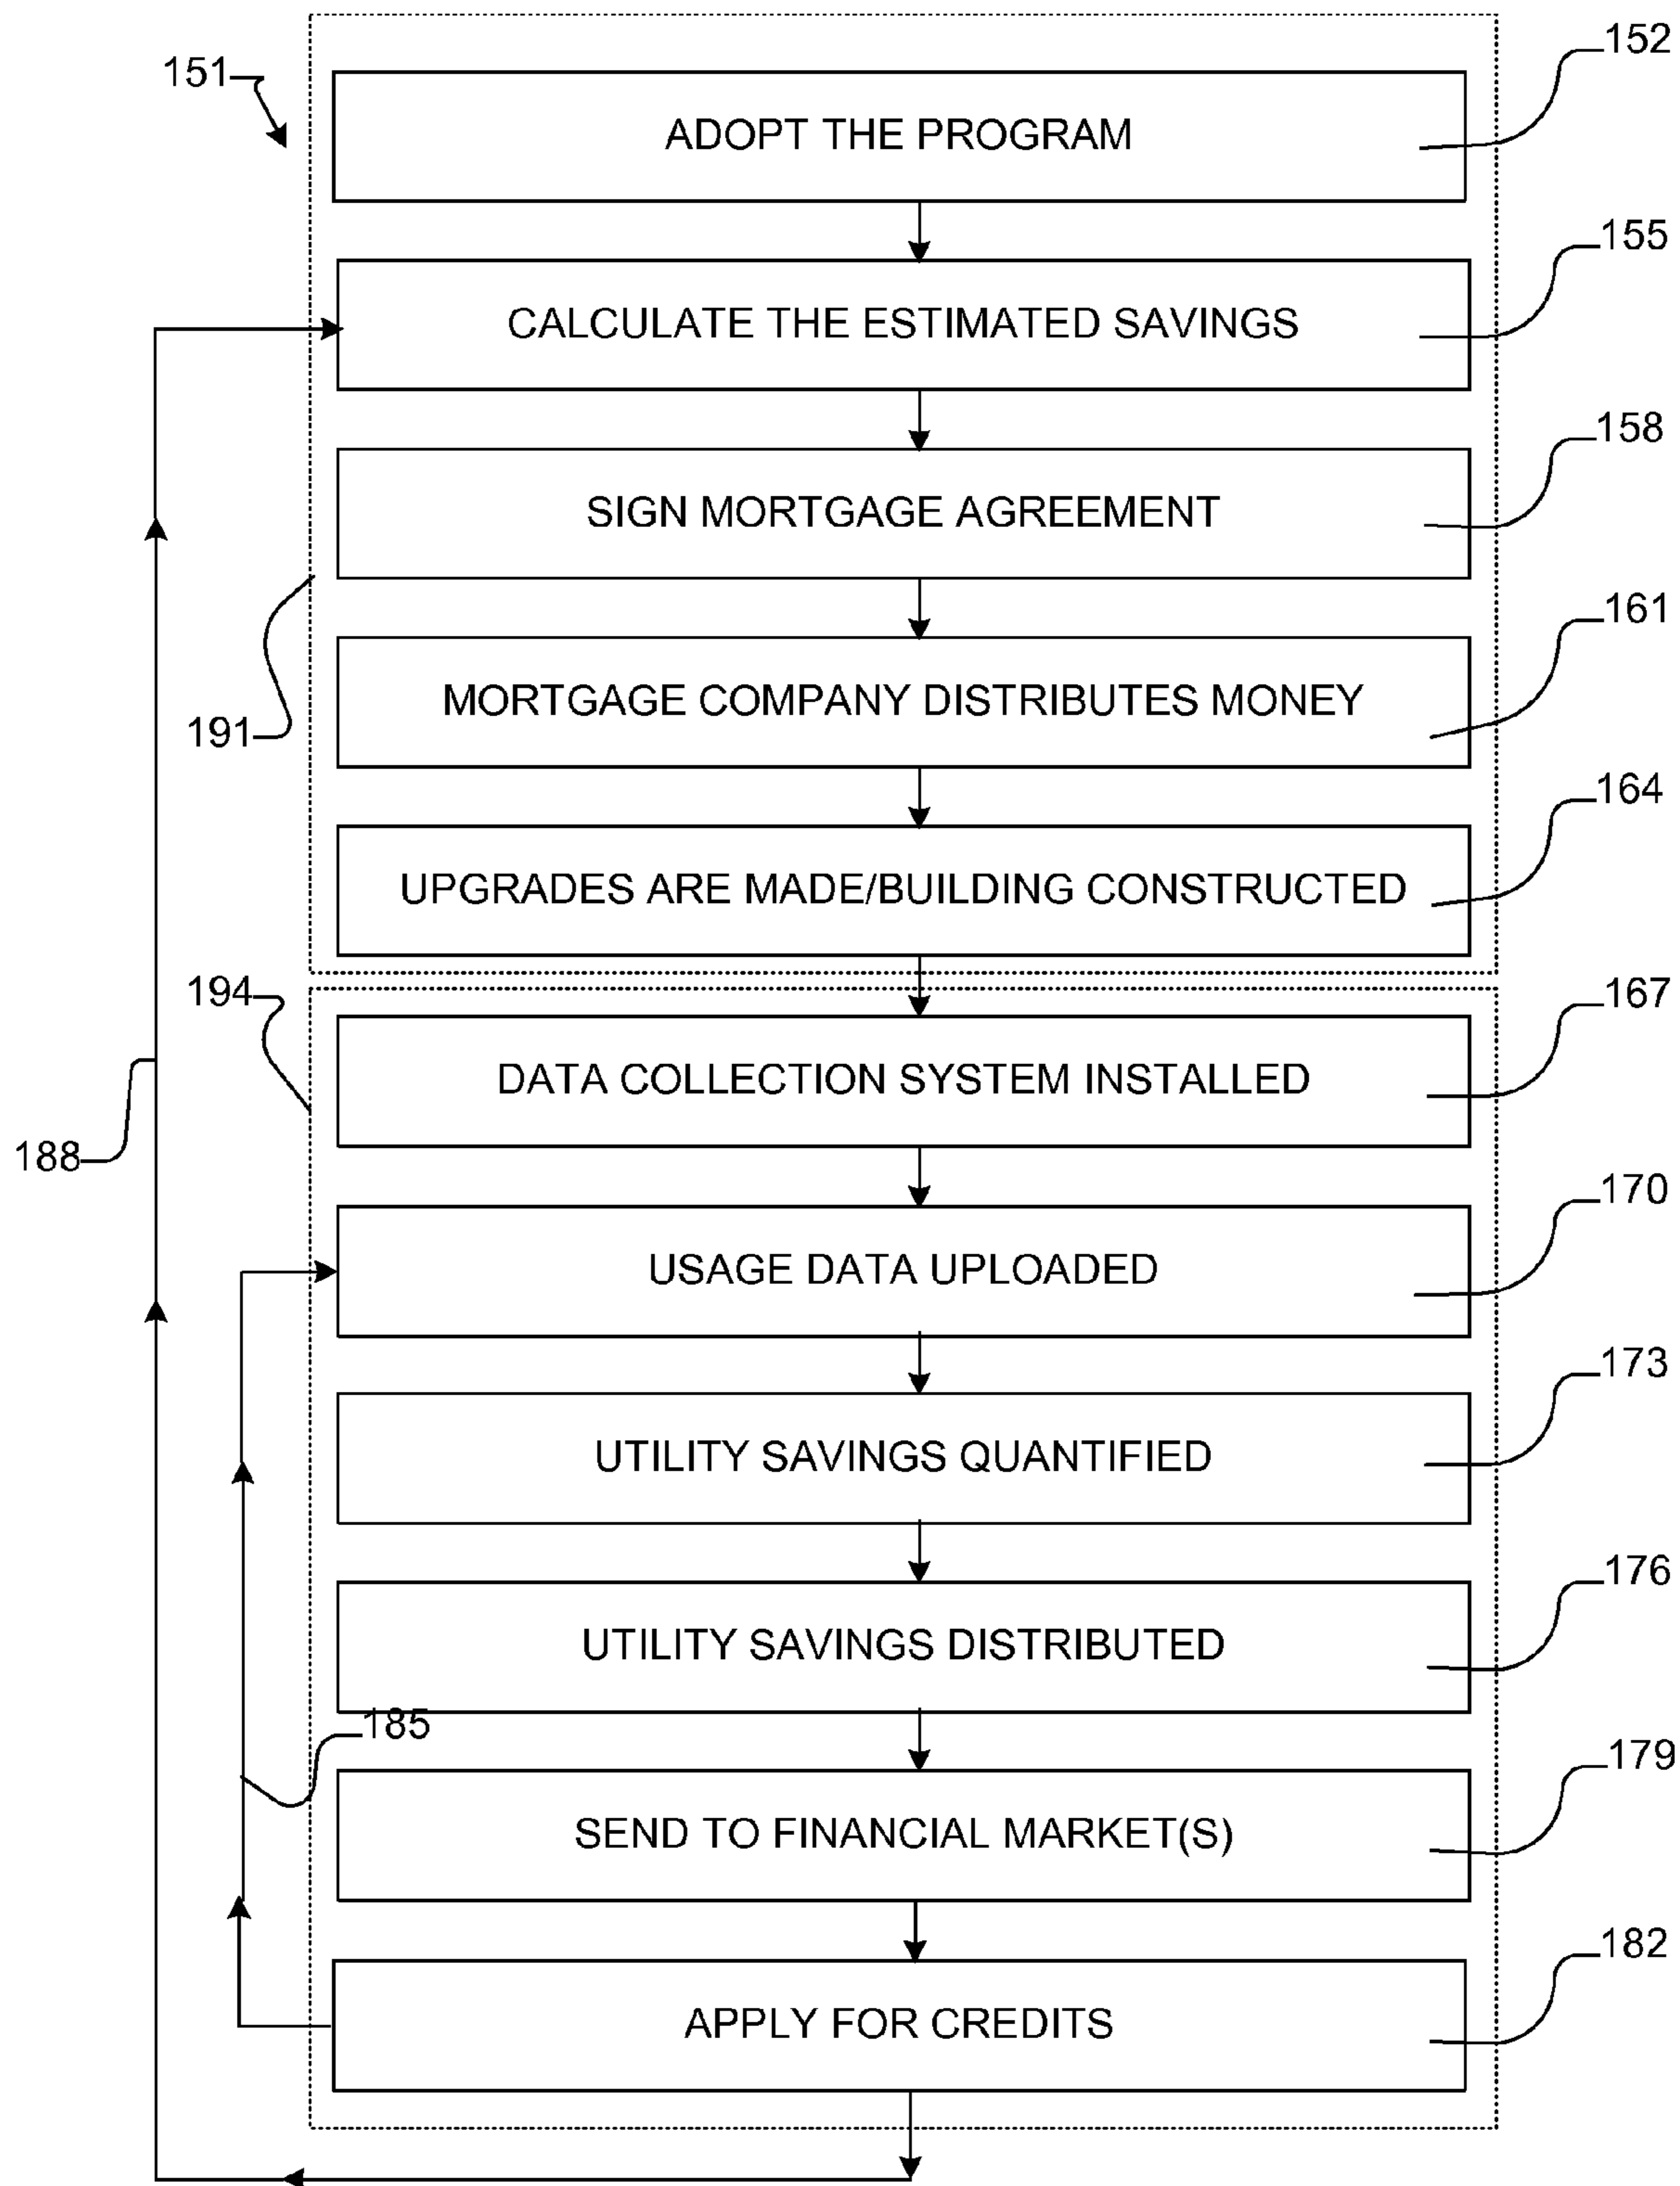 152
151
ADOPT THE PROGRAM
155
CALCULATE THE ESTIMATED SAVINGS
158
SIGN MORTGAGE AGREEMENT
161
MORTGAGE COMPANY DISTRIBUTES MONEY
191
164
UPGRADES ARE MADE/BUILDING CONSTRUCTED
194
167
DATA COLLECTION SYSTEM INSTALLED
188
170
USAGE DATA UPLOADED
173
UTILITY SAVINGS QUANTIFIED
176
UTILITY SAVINGS DISTRIBUTED
185
179
SEND TO FINANCIAL MARKET(S)
182
APPLY FOR CREDITS